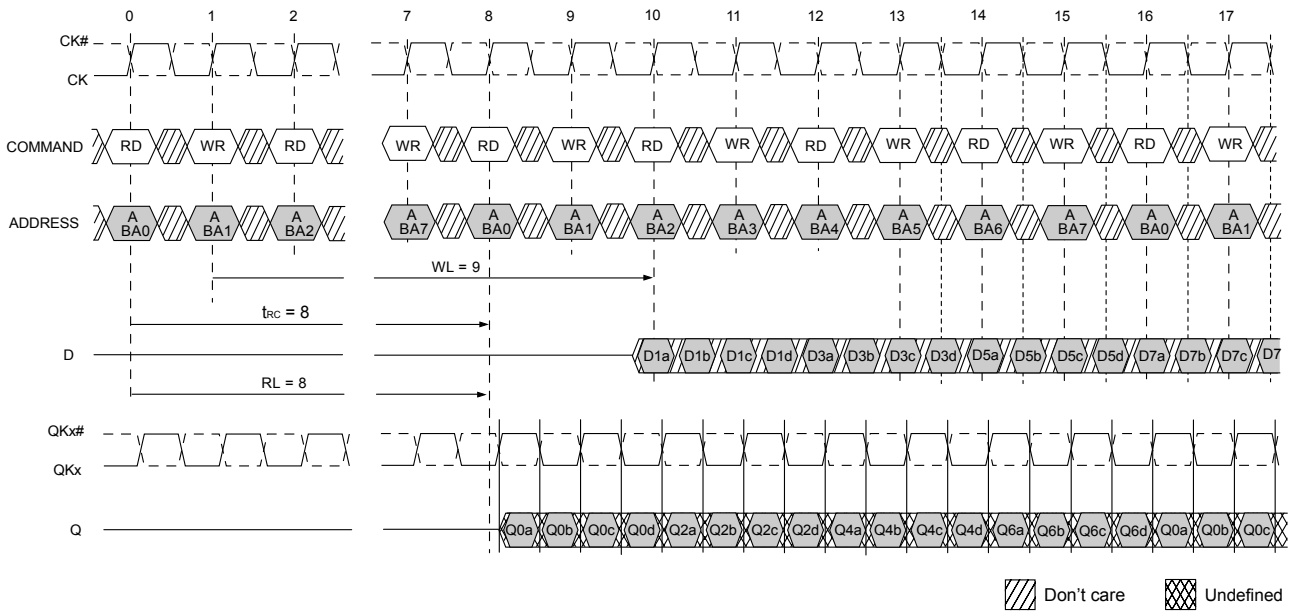 0 1 2 7 8 9 10 11 12 13 14 15 16 17
CK#
CK
COMMAND RD WR RD WR RD WR RD WR RD WR RD WR RD WR
ADDRESS
A A A A A A A A A A A A A A
BA0 BA1 BA2 BA7 BA0 BA1 BA2 BA3 BA4 BA5 BA6 BA7 BA0 BA1
WL = 9
tRC = 8
D D1a D1b D1c D1d D3a D3b D3c D3d D5a D5b D5c D5d D7a D7b D7c D7
RL = 8
QKx#
QKx
Q Q0a Q0b Q0c Q0d Q2a Q2b Q2c Q2d Q4a Q4b Q4c Q4d Q6a Q6b Q6c Q6d Q0a Q0b Q0c
Don't care Undefined